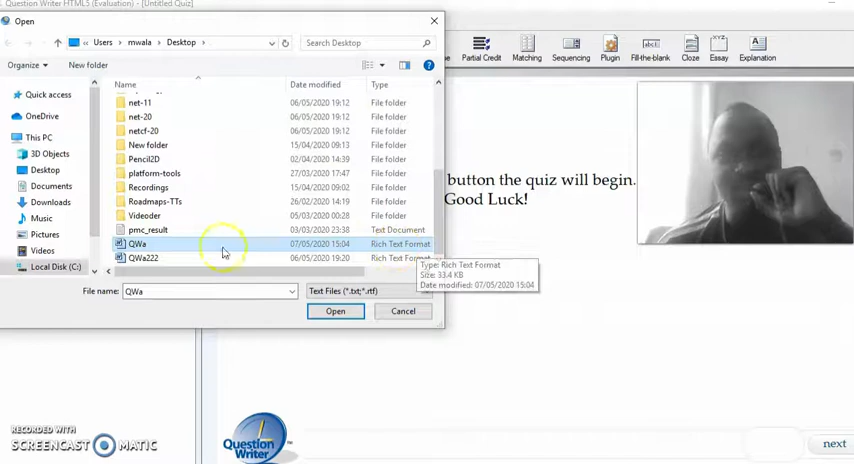 Question Writer HTML5 (Evaluation) - [Untitled Quiz]
Open
« Users > mwala > Desktop >
Search Desktop
Organize
New folder
Partial Credit
Matching
Sequencing
Plugin
Fill-the-blank
Cloze
Essay
Explanation
Name
Date modified
Type
Quick access
OneDrive
This PC
3D Objects
Desktop
Documents
Downloads
Music
Pictures
Videos
Local Disk (C:)
net-11 06/05/2020 19:12 File folder
net-20 06/05/2020 19:12 File folder
netcf-20 06/05/2020 19:12 File folder
New folder 15/04/2020 09:13 File folder
Pencil2D 02/04/2020 14:39 File folder
platform-tools 27/03/2020 17:47 File folder
Recordings 15/04/2020 09:02 File folder
Roadmaps-TTs 26/02/2020 14:19 File folder
Videoder 05/03/2020 00:28 File folder
pmc_result 03/03/2020 23:38 Text Document
QWa 07/05/2020 15:04 Rich Text Format
QWa222 06/05/2020 19:20 Rich Text Format
Type: Rich Text Format
Size: 33.4 KB
Date modified: 07/05/2020 15:04
File name: QWa
Text Files (*.txt;*.rtf)
Open
Cancel
button the quiz will begin.
Good Luck!
RECORDED WITH
SCREENCAST MATIC
Question
Writer
next